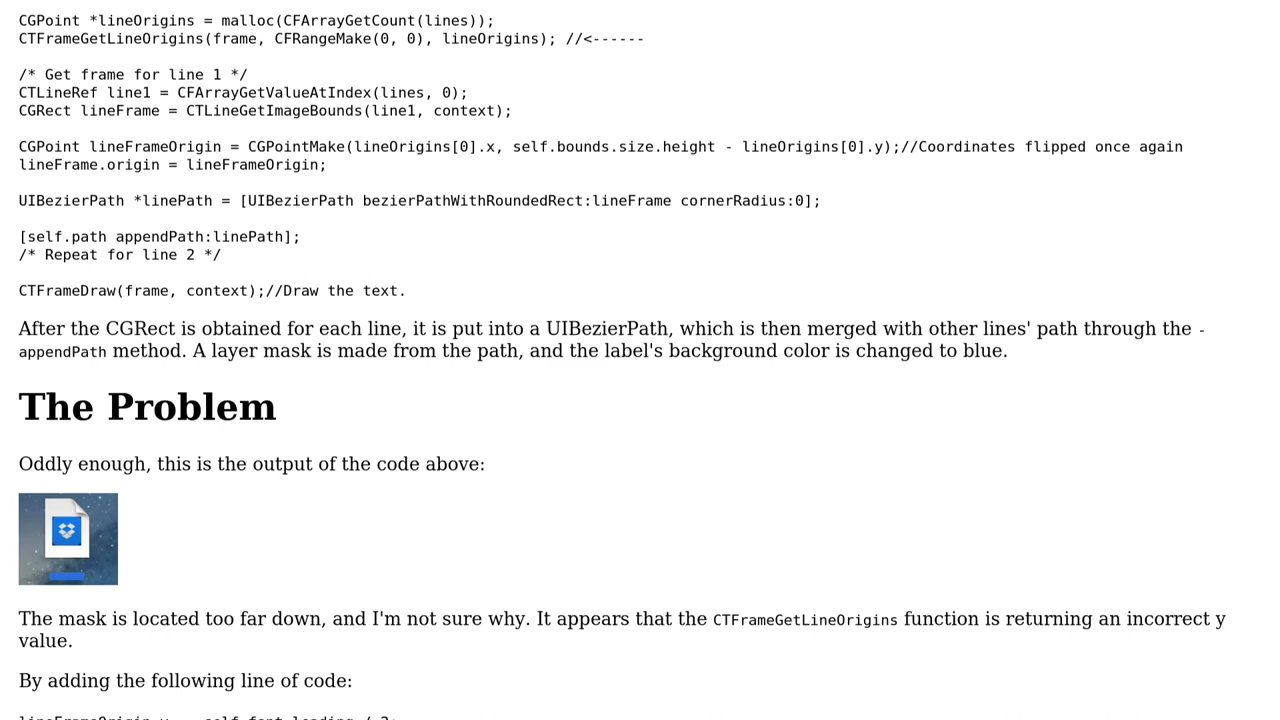 CGPoint *lineOrigins = malloc(CFArrayGetCount(lines));
CTFrameGetLineOrigins(frame, CFRangeMake(0, 0), lineOrigins); //<------
/* Get frame for line 1 */
CTLineRef line1 = CFArrayGetValueAtIndex(lines, 0);
CGRect lineFrame = CTLineGetImageBounds(line1, context);
CGPoint lineFrameOrigin = CGPointMake(lineOrigins[0].x, self.bounds.size.height - lineOrigins[0].y);//Coordinates flipped once again
lineFrame.origin = lineFrameOrigin;
UIBezierPath *linePath = [UIBezierPath bezierPathWithRoundedRect:lineFrame cornerRadius:0];
[self.path appendPath:linePath];
/* Repeat for line 2 */
CTFrameDraw(frame, context);//Draw the text.
After the CGRect is obtained for each line, it is put into a UIBezierPath, which is then merged with other lines' path through the -
appendPath method. A layer mask is made from the path, and the label's background color is changed to blue.
The Problem
Oddly enough, this is the output of the code above:
The mask is located too far down, and I'm not sure why. It appears that the CTFrameGetLineOrigins function is returning an incorrect y
value.
By adding the following line of code: